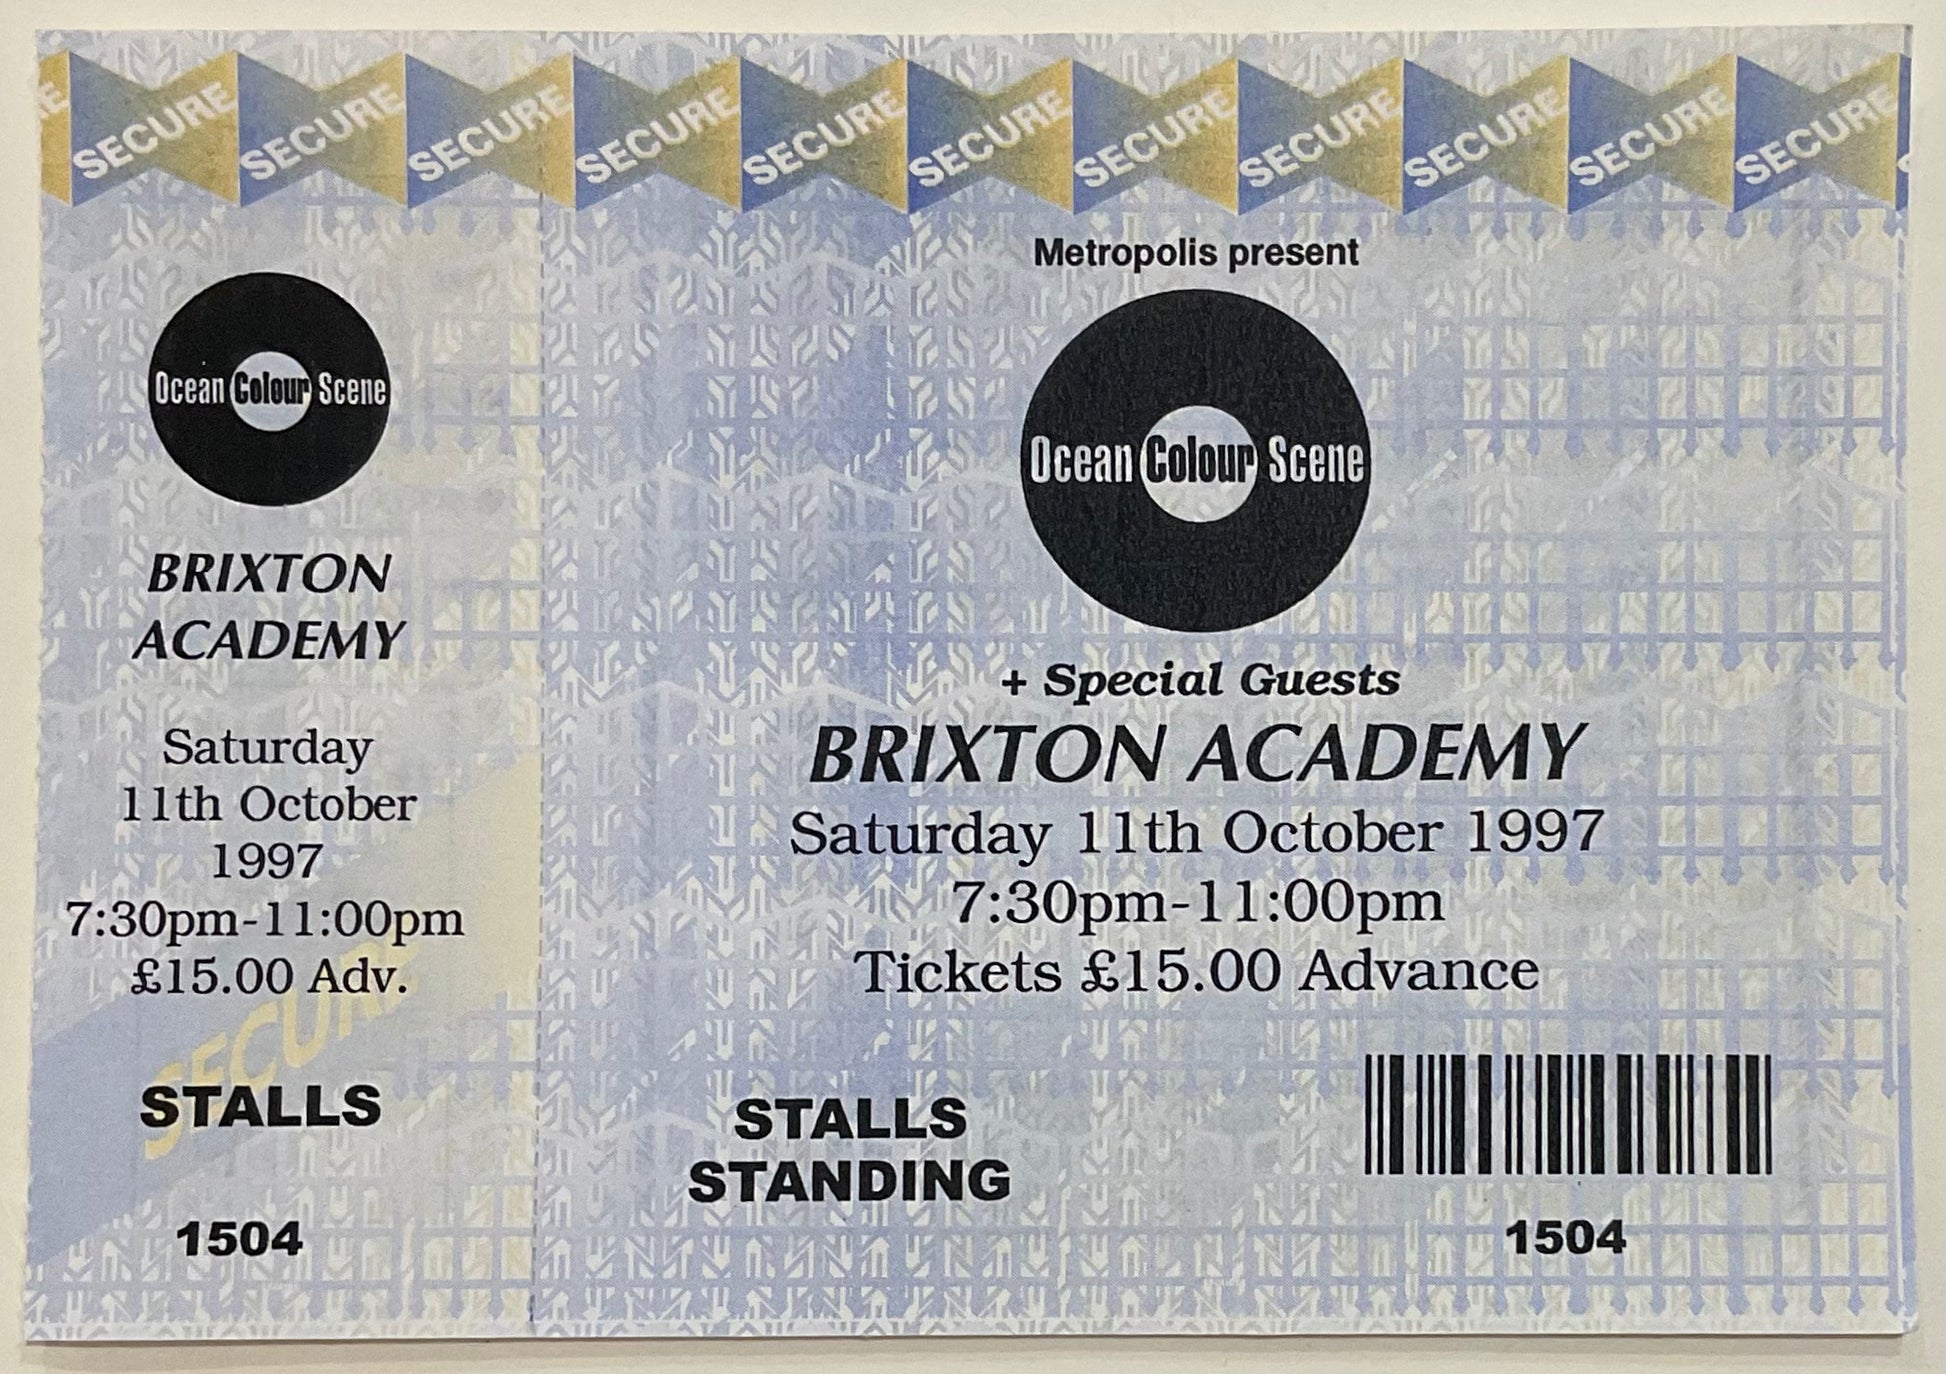 SECURE SECURE SECURE SECURE SECURE SECURE SECURE SECURE SECURE SECURE SECURE
Ocean Colour Scene
BRIXTON
ACADEMY
Saturday
11th October
1997
7:30pm-11:00pm
£15.00 Adv.
SECURE
STALLS
1504
Metropolis present
Ocean Colour Scene
+ Special Guests
BRIXTON ACADEMY
Saturday 11th October 1997
7:30pm-11:00pm
Tickets £15.00 Advance
STALLS
STANDING
1504